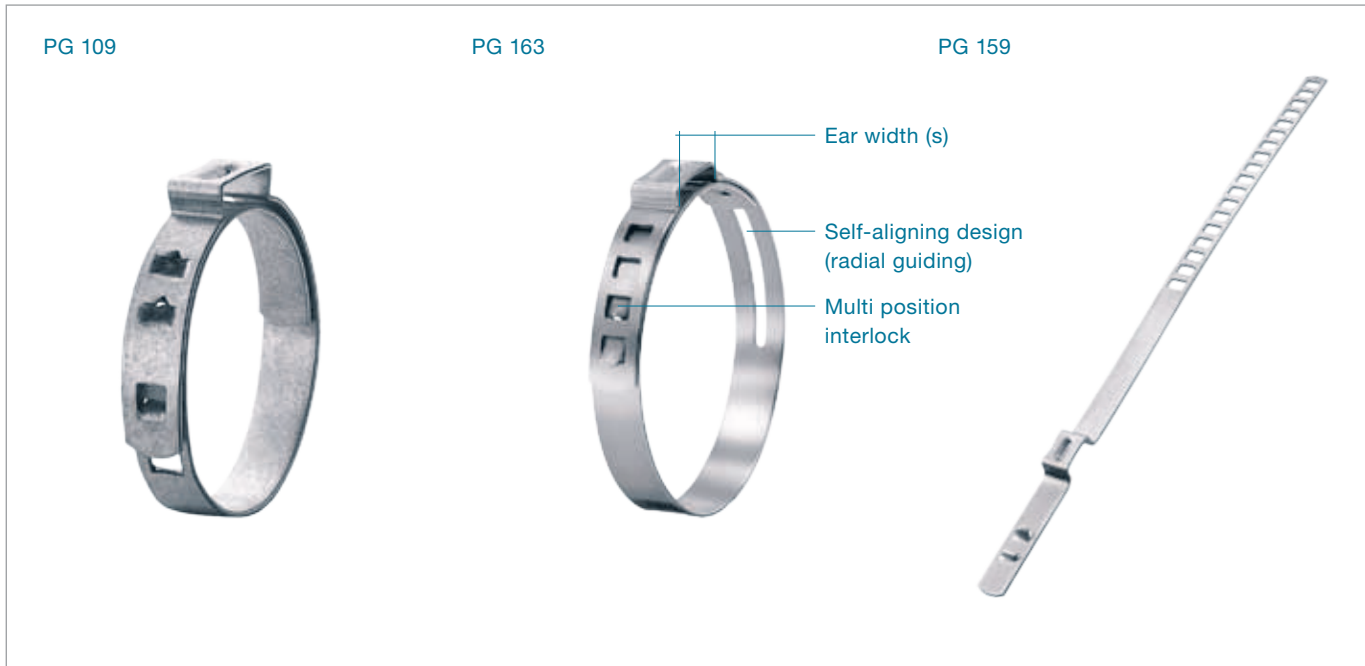 PG 109
PG 163
PG 159
Ear width (s)
Self-aligning design
(radial guiding)
Multi position
interlock